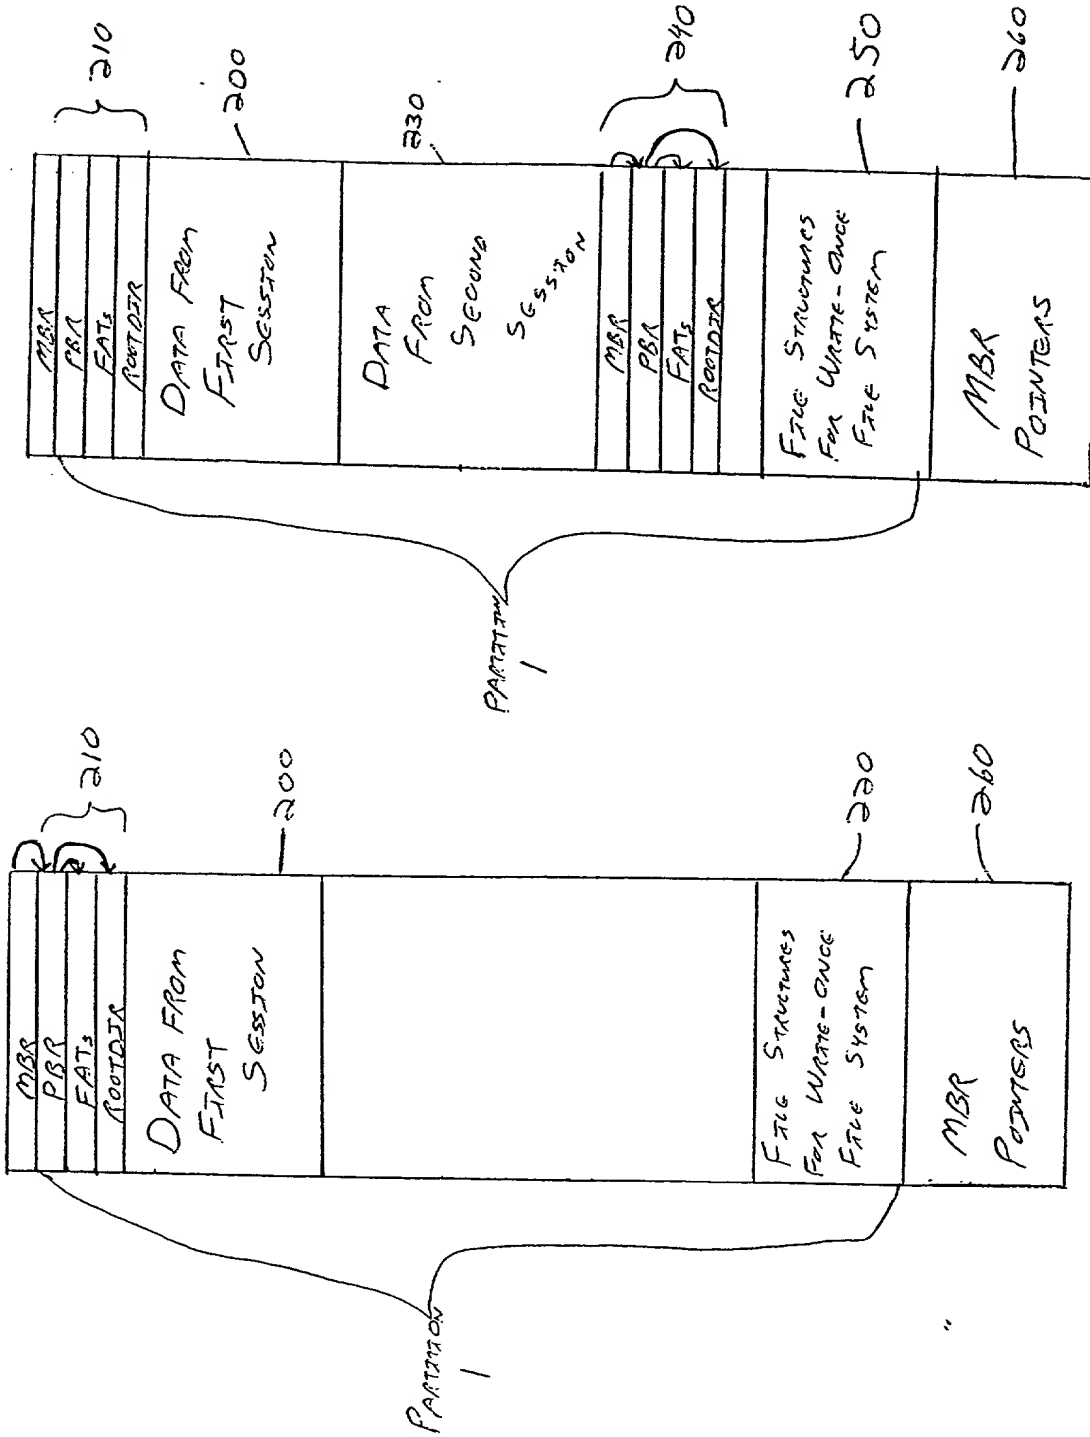 MBR
PBR
FATs
ROOTDIR
210
DATA FROM
FIRST
SESSION
200
FILE STRUCTURES
FOR WRITE-ONCE
FILE SYSTEM
220
MBR
POINTERS
260
PARTITION
1
MBR
PBR
FATs
ROOTDIR
210
DATA FROM
FIRST
SESSION
200
DATA
FROM
SECOND
SESSION
230
MBR
PBR
FATs
ROOTDIR
240
FILE STRUCTURES
FOR WRITE-ONCE
FILE SYSTEM
250
MBR
POINTERS
260
PARTITION
1